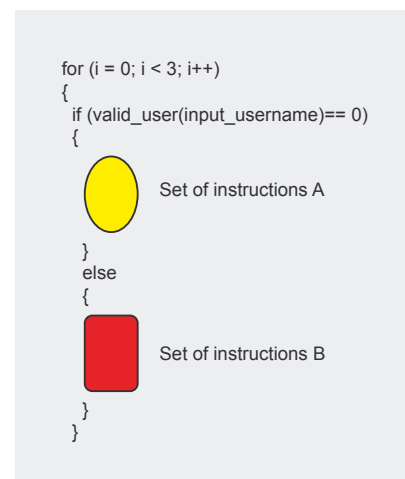 for (i = 0; i < 3; i++)
{
if (valid_user(input_username)== 0)
{
Set of instructions A
}
else
{
Set of instructions B
}
}